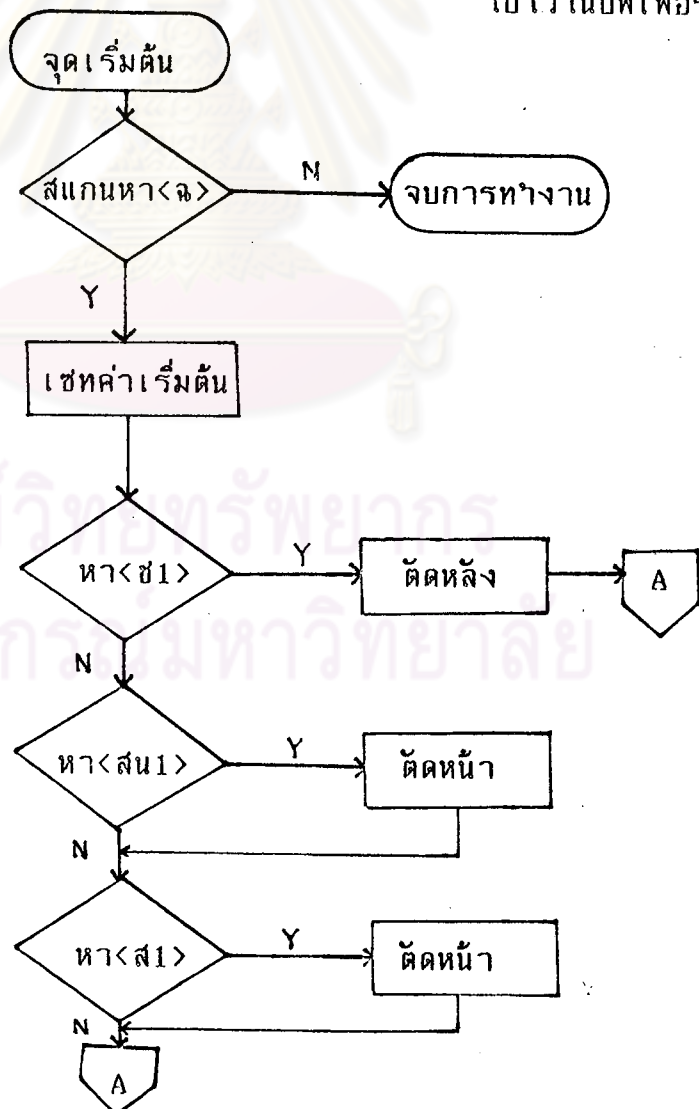 จุดเริ่มต้น
สแกนหา<ฉ>
N
จบการทำงาน
Y
เซทค่าเริ่มต้น
หา<ช1>
Y
ตัดหลัง
A
N
หา<สน1>
Y
ตัดหน้า
N
หา<ส1>
Y
ตัดหน้า
N
A